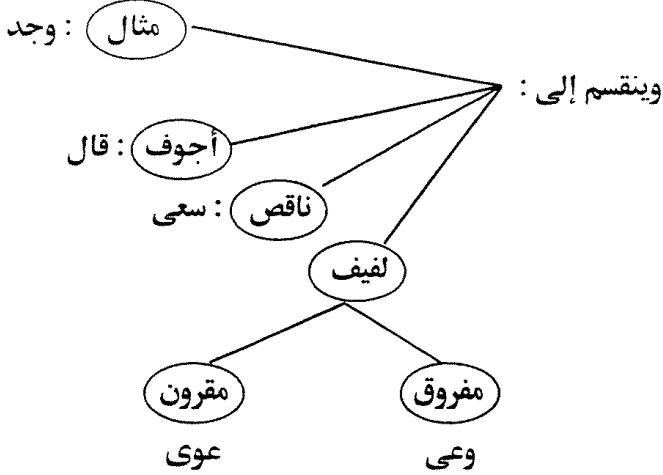 مثال : وجد
وينقسم إلى :
أجوف : قال
ناقص : سعى
لفيف
مفروق مقرون
وعى عوى